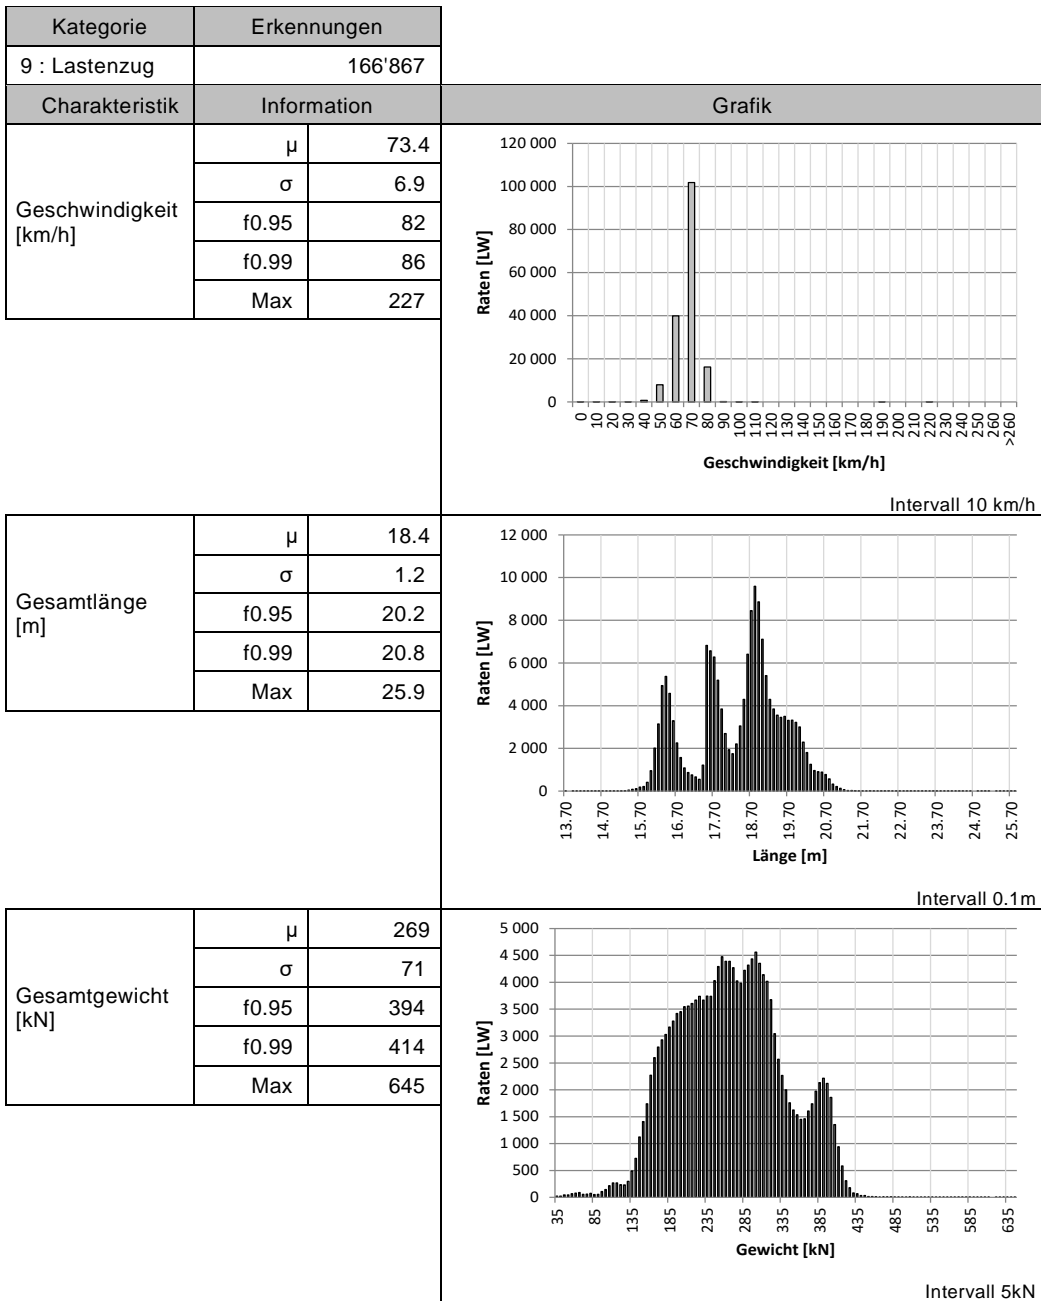 Kategorie Erkennungen
9 : Lastenzug 166'867
Charakteristik Information Grafik
Geschwindigkeit
[km/h]
μ 73.4
σ 6.9
f0.95 82
f0.99 86
Max 227
120 000
100 000
80 000
60 000
40 000
20 000
0
Raten [LW]
0 10 20 30 40 50 60 70 80 90 100 110 120 130 140 150 160 170 180 190 200 210 220 230 240 250 260 >260
Geschwindigkeit [km/h]
Intervall 10 km/h
Gesamtlänge
[m]
μ 18.4
σ 1.2
f0.95 20.2
f0.99 20.8
Max 25.9
12 000
10 000
8 000
6 000
4 000
2 000
0
Raten [LW]
13.70 14.70 15.70 16.70 17.70 18.70 19.70 20.70 21.70 22.70 23.70 24.70 25.70
Länge [m]
Intervall 0.1m
Gesamtgewicht
[kN]
μ 269
σ 71
f0.95 394
f0.99 414
Max 645
5 000
4 500
4 000
3 500
3 000
2 500
2 000
1 500
1 000
500
0
Raten [LW]
35 85 135 185 235 285 335 385 435 485 535 585 635
Gewicht [kN]
Intervall 5kN